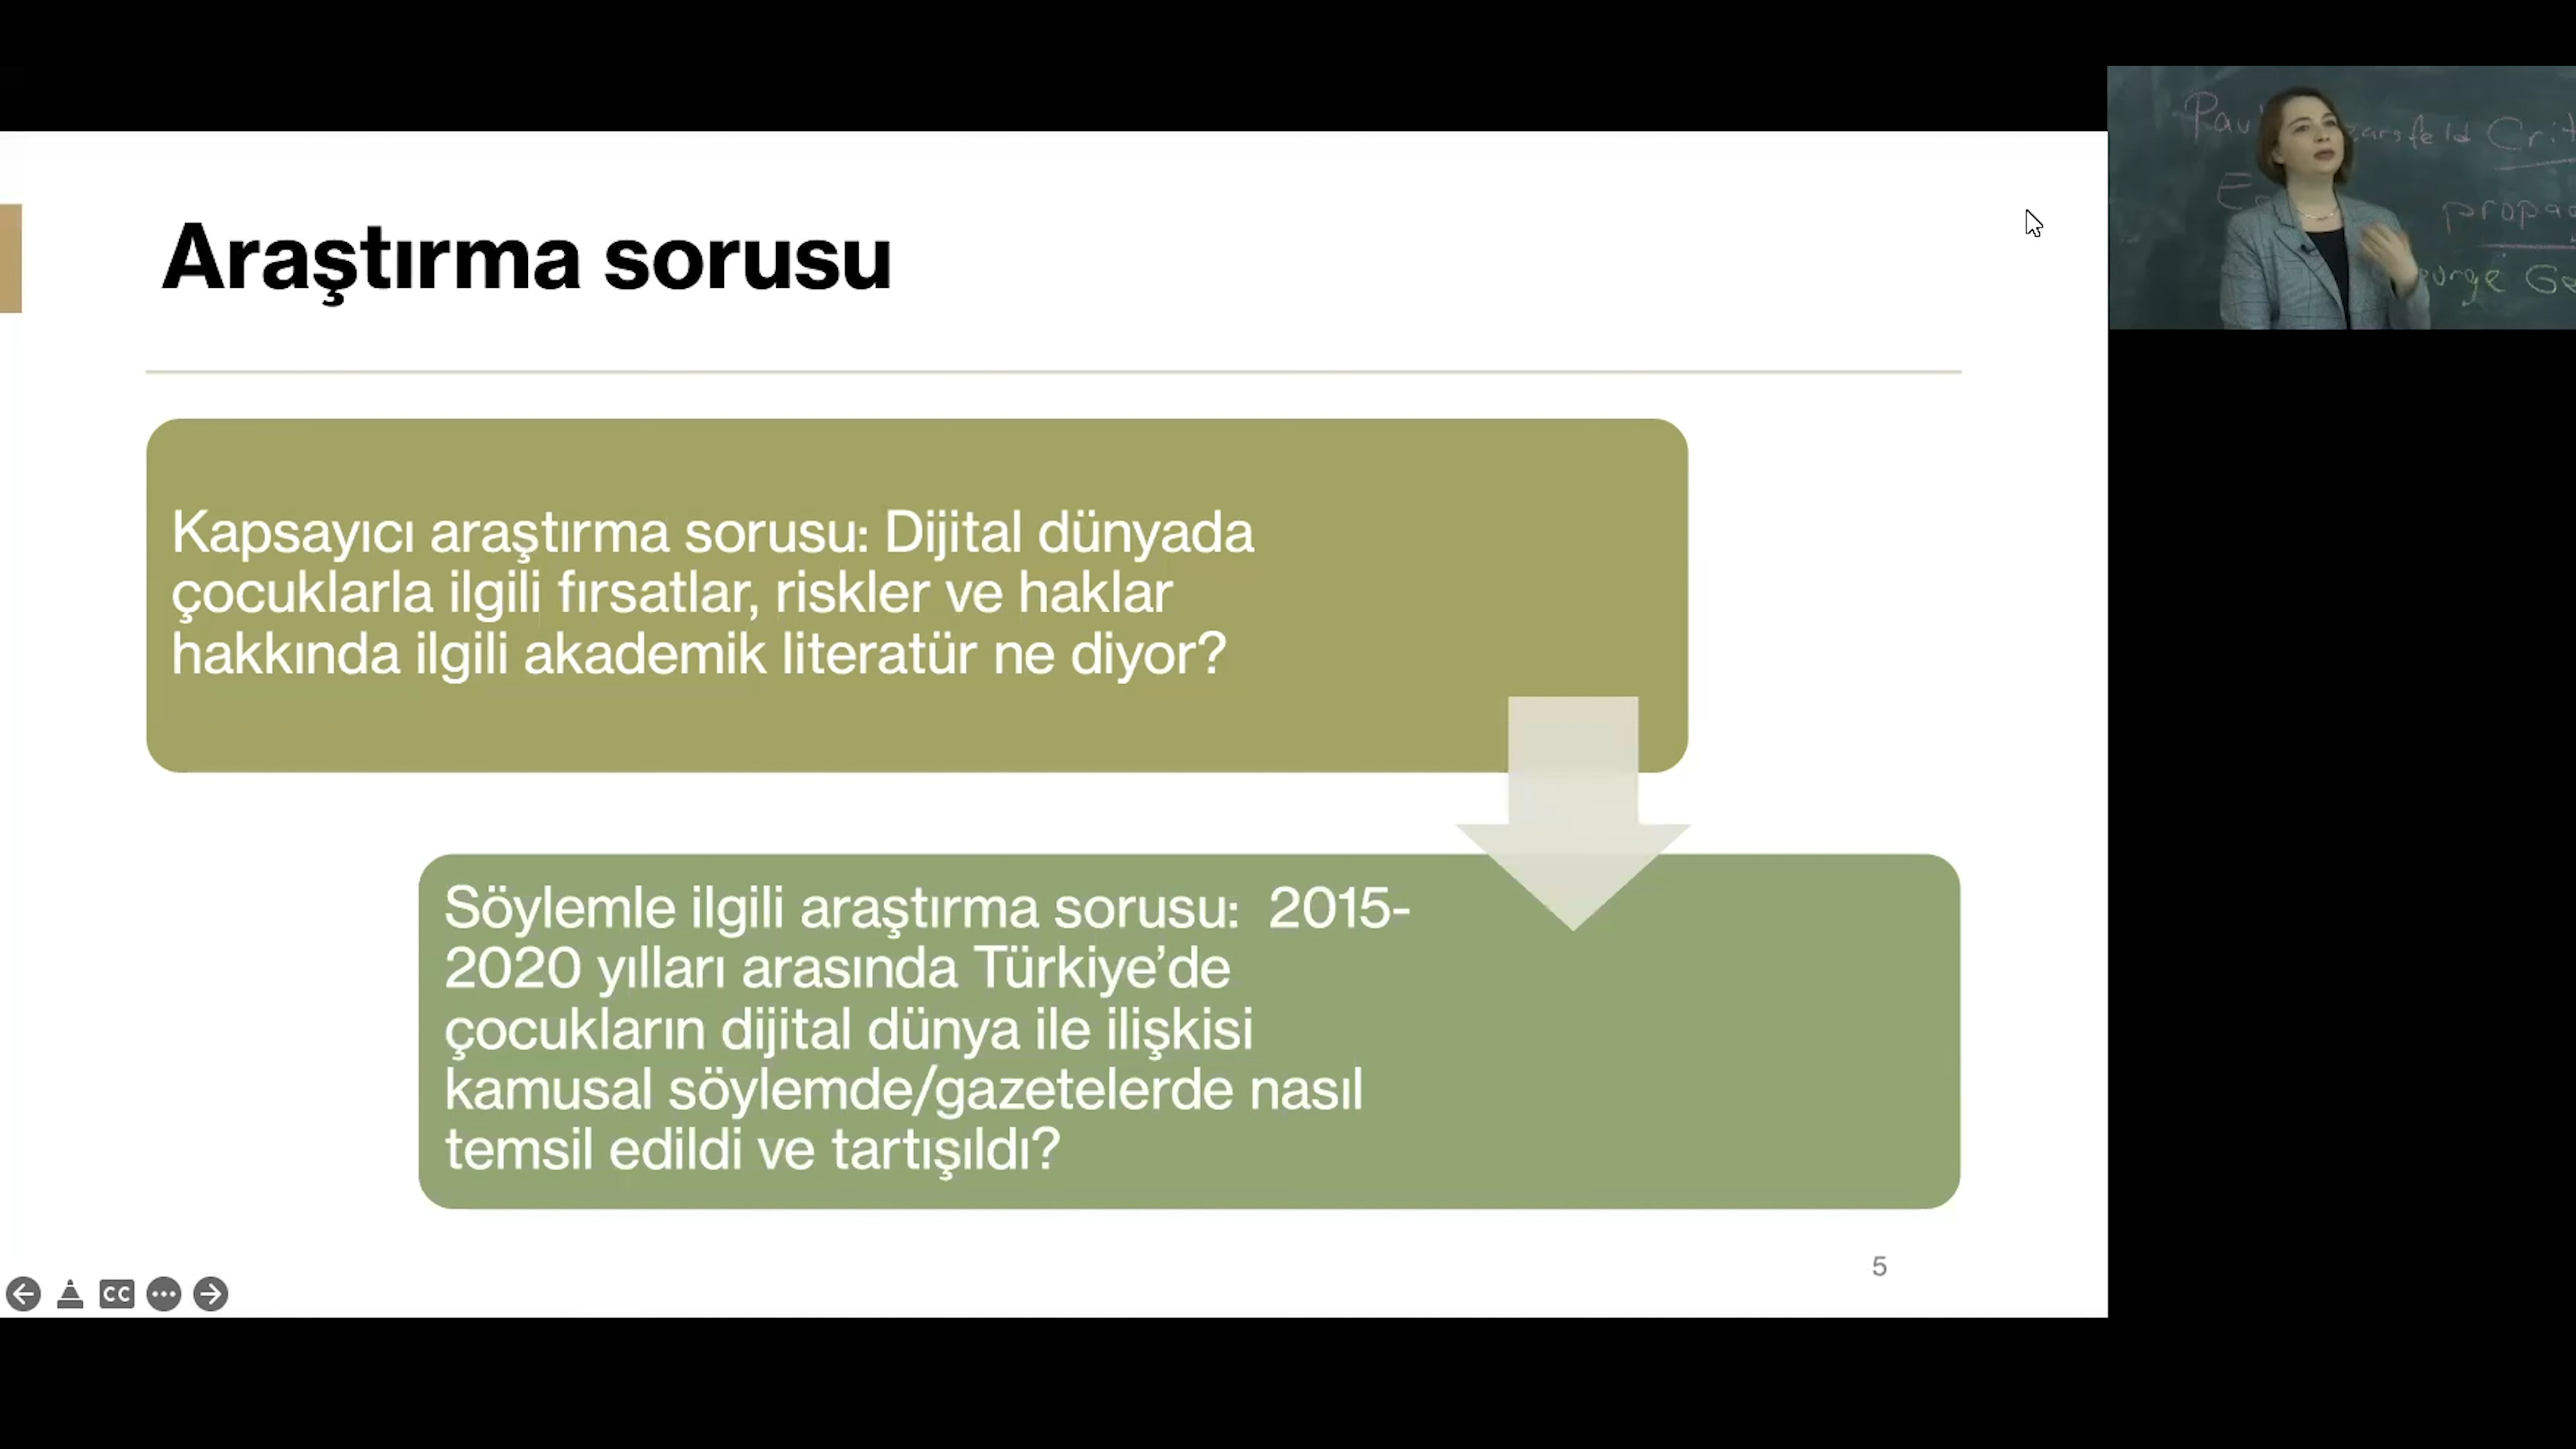 Araştırma sorusu
Kapsayıcı araştırma sorusu: Dijital dünyada
çocuklarla ilgili fırsatlar, riskler ve haklar
hakkında ilgili akademik literatür ne diyor?
Söylemle ilgili araştırma sorusu:  2015-
2020 yılları arasında Türkiye’de
çocukların dijital dünya ile ilişkisi
kamusal söylemde/gazetelerde nasıl
temsil edildi ve tartışıldı?
5
CC